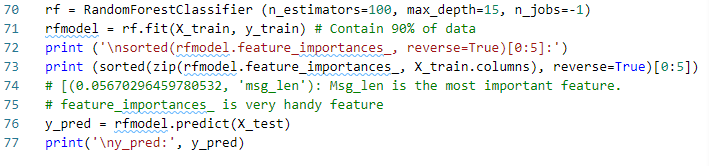 70 rf = RandomForestClassifier (n_estimators=100, max_depth=15, n_jobs=-1)
71 rfmodel = rf.fit(X_train, y_train) # Contain 90% of data
72 print ('\nsorted(rfmodel.feature_importances_, reverse=True)[0:5]:')
73 print (sorted(zip(rfmodel.feature_importances_, X_train.columns), reverse=True)[0:5])
74 # [(0.05670296459780532, 'msg_len'): Msg_len is the most important feature.
75 # feature_importances_ is very handy feature
76 y_pred = rfmodel.predict(X_test)
77 print('\ny_pred:', y_pred)